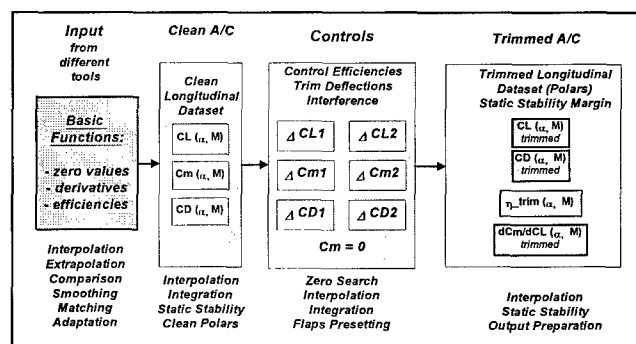 Input
from
different
tools
Basic
Functions:
- zero values
- derivatives
- efficiencies
Interpolation
Extrapolation
Comparison
Smoothing
Matching
Adaptation
Clean A/C
Clean
Longitudinal
Dataset
CL (α, M)
Cm (α, M)
CD (α, M)
Interpolation
Integration
Static Stability
Clean Polars
Controls
Control Efficiencies
Trim Deflections
Interference
Δ CL1 Δ CL2
Δ Cm1 Δ Cm2
Δ CD1 Δ CD2
Cm = 0
Zero Search
Interpolation
Integration
Flaps Presetting
Trimmed A/C
Trimmed Longitudinal
Dataset (Polars)
Static Stability Margin
CL (α, M)
trimmed
CD (α, M)
trimmed
η_trim (α, M)
dCm/dCL (α, M)
trimmed
Interpolation
Static Stability
Output Preparation